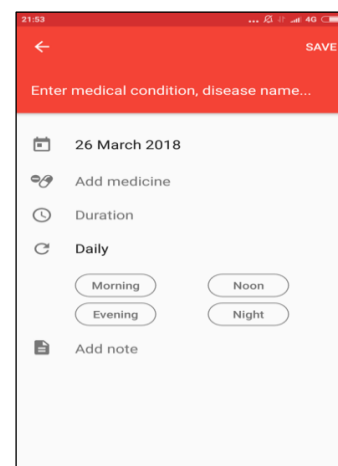 21:53 ... 4G
SAVE
Enter medical condition, disease name...
26 March 2018
Add medicine
Duration
Daily
Morning Noon
Evening Night
Add note